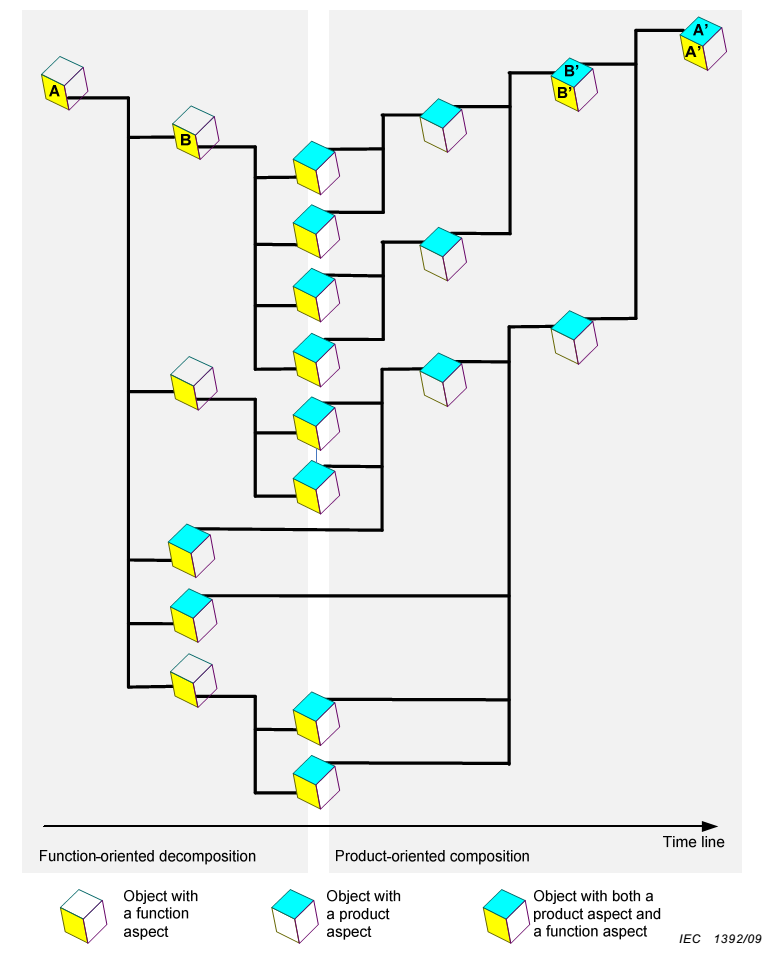 A
B
B’
B’
A’
A’
Time line
Function-oriented decomposition
Product-oriented composition
Object with
a function
aspect
Object with
a product
aspect
Object with both a
product aspect and
a function aspect
IEC 1392/09